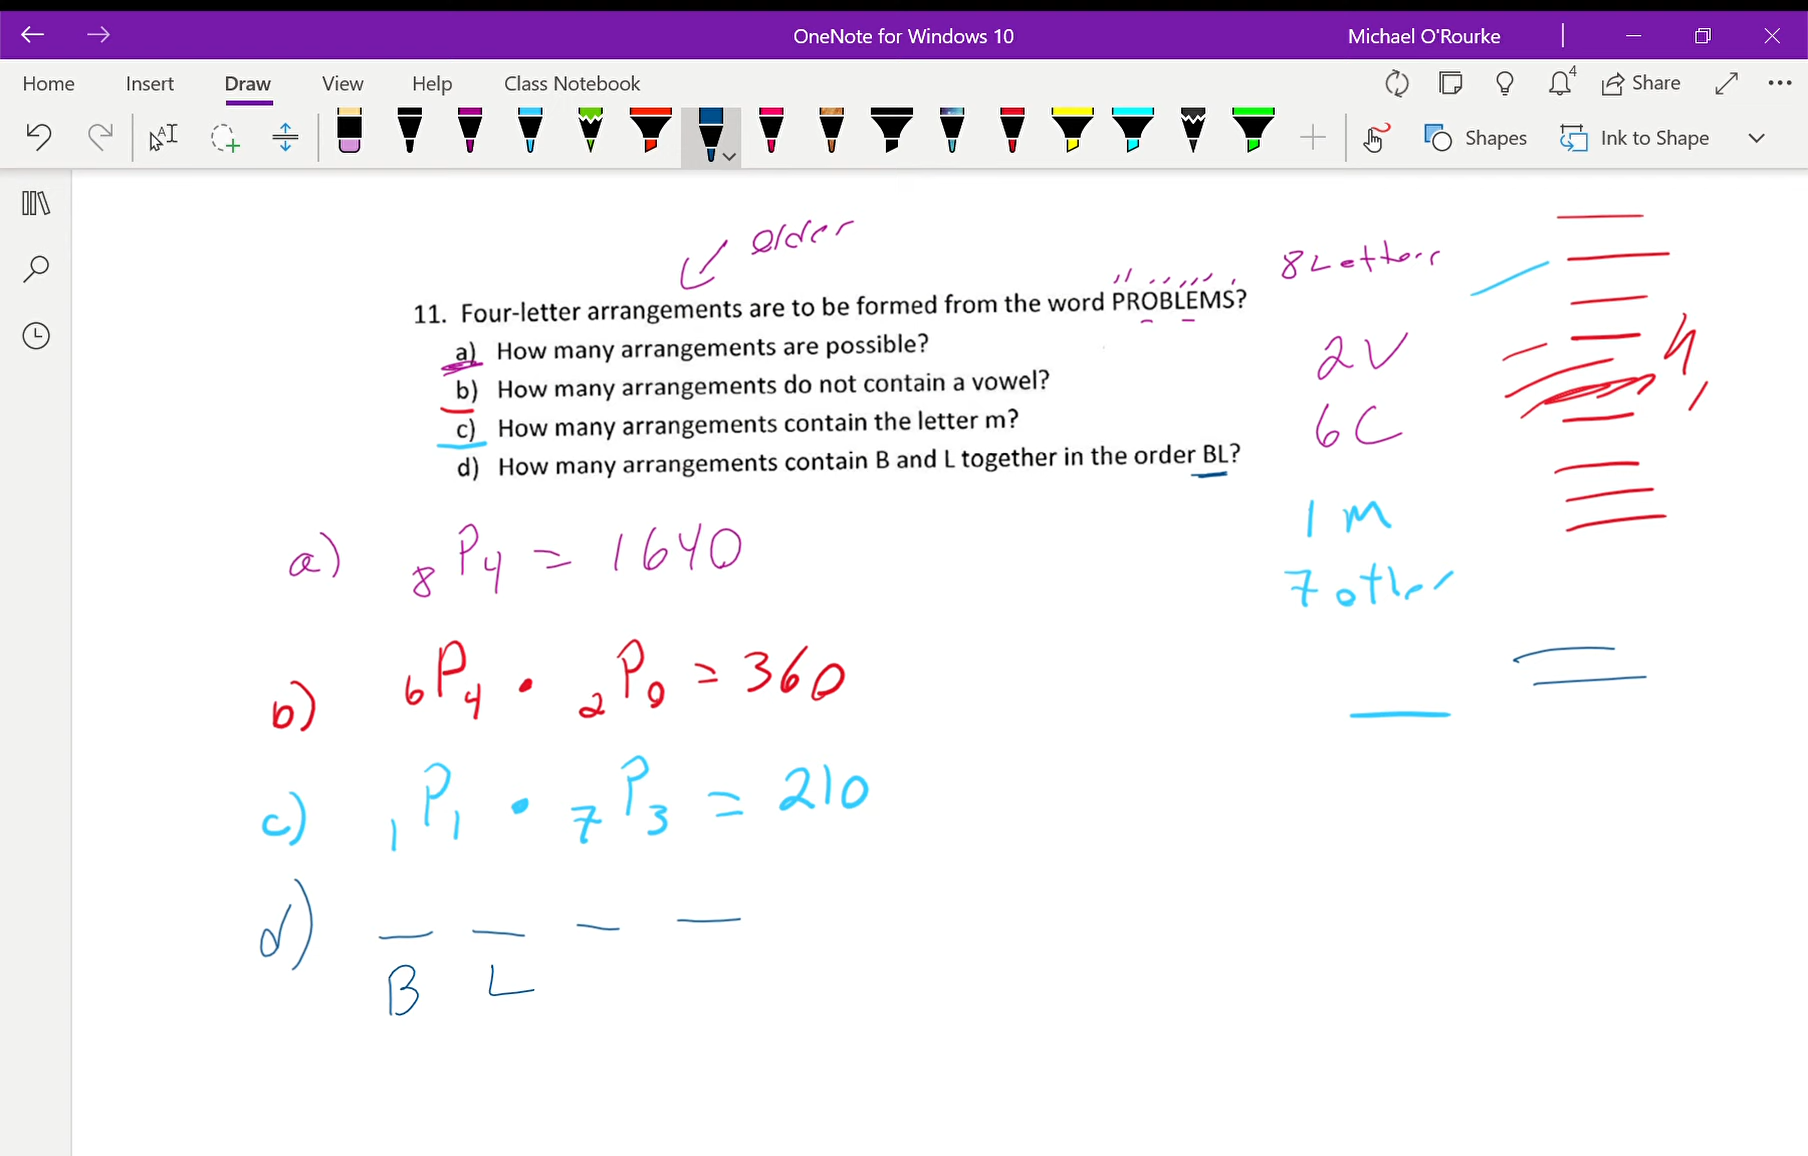 OneNote for Windows 10
Michael O'Rourke
Home Insert Draw View Help Class Notebook
4
Share
Shapes Ink to Shape
order
8 Letters
11. Four-letter arrangements are to be formed from the word PROBLEMS?
a) How many arrangements are possible?
b) How many arrangements do not contain a vowel?
c) How many arrangements contain the letter m?
d) How many arrangements contain B and L together in the order BL?
2V
6C
1 m
7 other
a) 8P4 = 1640
b) 6P4 · 2P0 = 360
c) 1P1 · 7P3 = 210
d)
B L